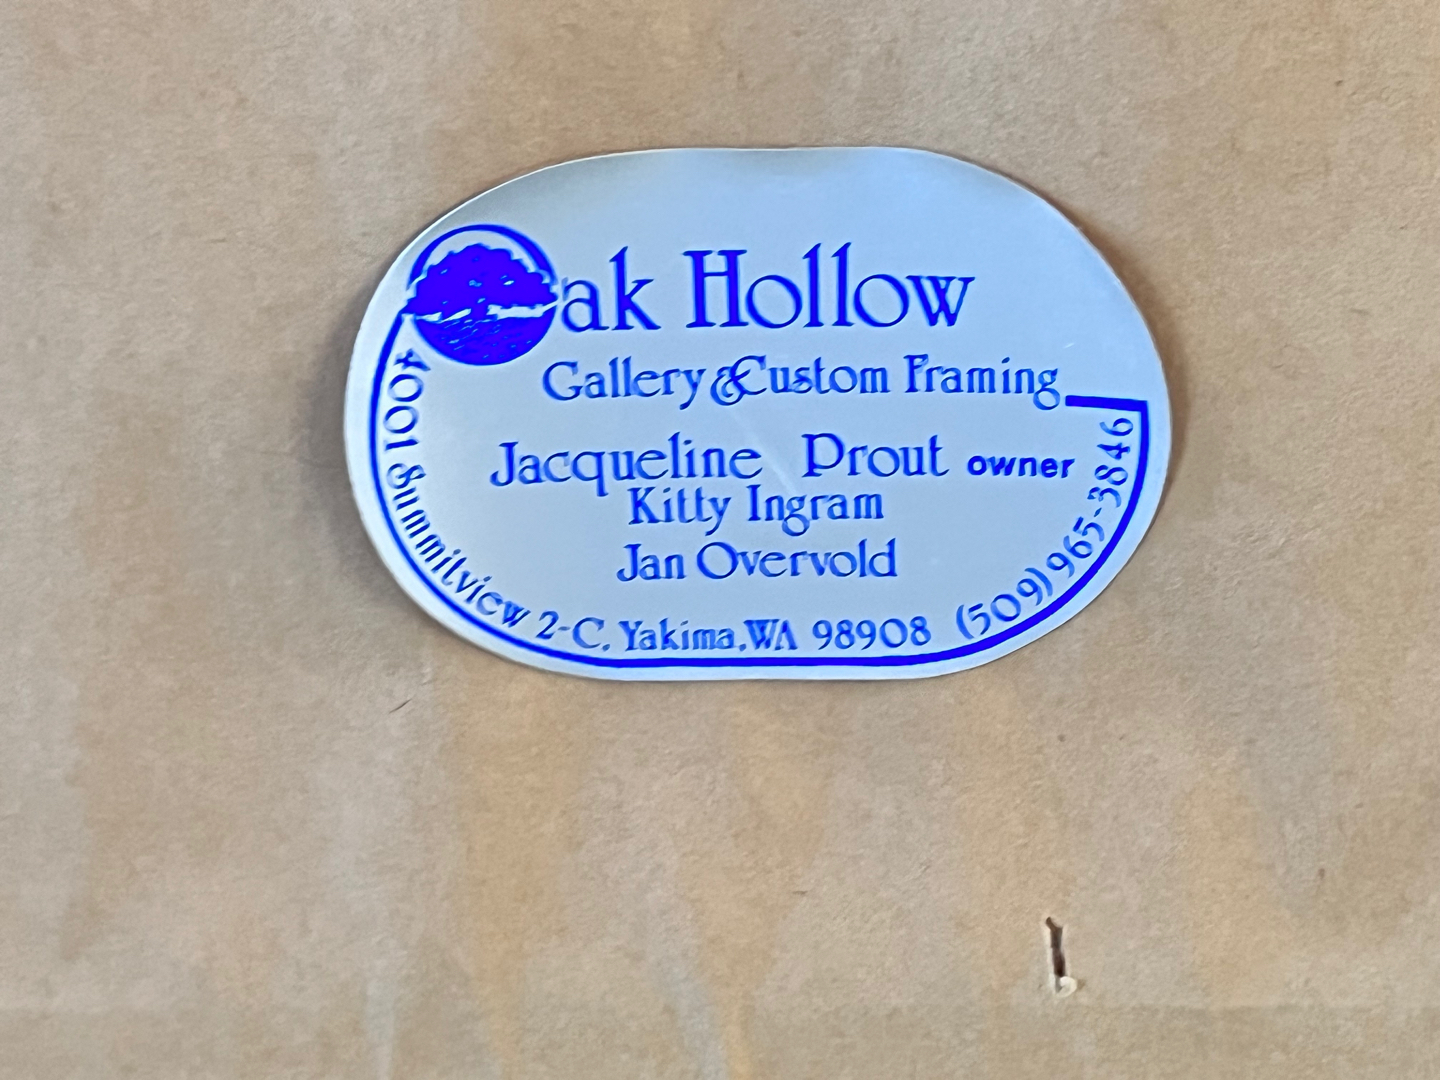 Oak Hollow
Gallery & Custom Framing
Jacqueline Prout owner
Kitty Ingram
Jan Overvold
4001 Summitview 2-C, Yakima, WA 98908 (509) 965-3846